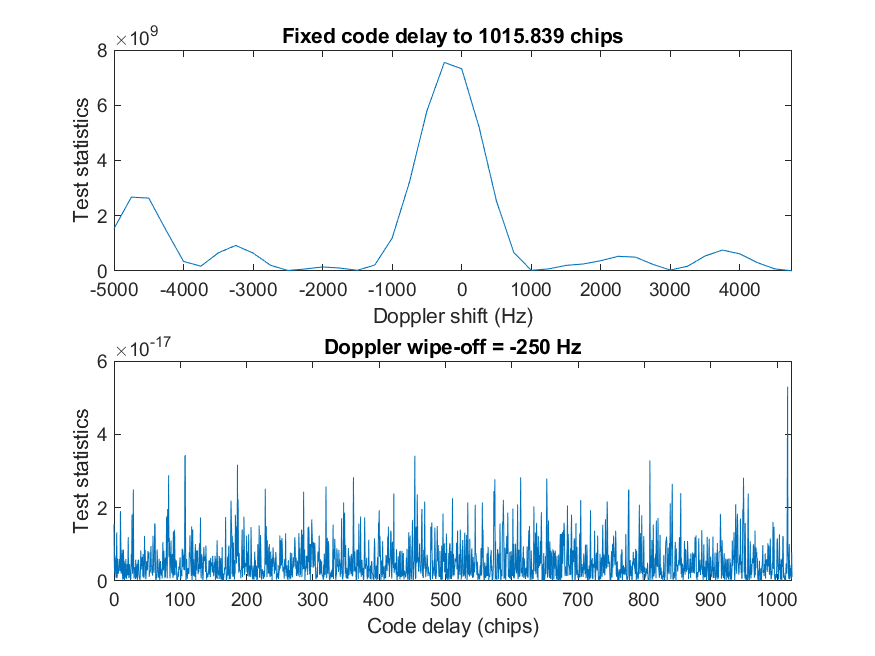 ×10^9
Fixed code delay to 1015.839 chips
8
6
4
2
0
Test statistics
-5000 -4000 -3000 -2000 -1000 0 1000 2000 3000 4000
Doppler shift (Hz)
×10^-17
Doppler wipe-off = -250 Hz
6
4
2
0
Test statistics
0 100 200 300 400 500 600 700 800 900 1000
Code delay (chips)